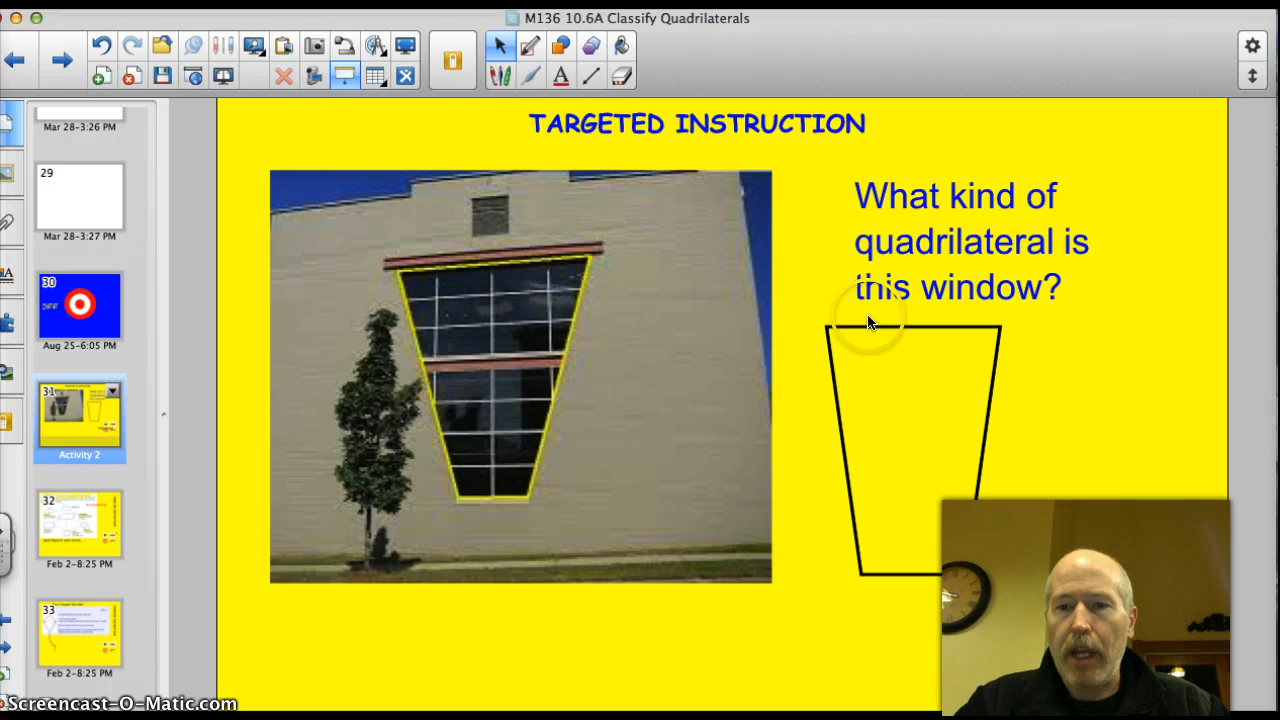 M136 10.6A Classify Quadrilaterals
Mar 28-3:26 PM
29
Mar 28-3:27 PM
30
Aug 25-6:05 PM
31
Activity 2
32
Feb 2-8:25 PM
33
Feb 2-8:25 PM
TARGETED INSTRUCTION
What kind of
quadrilateral is
this window?
Screencast-O-Matic.com